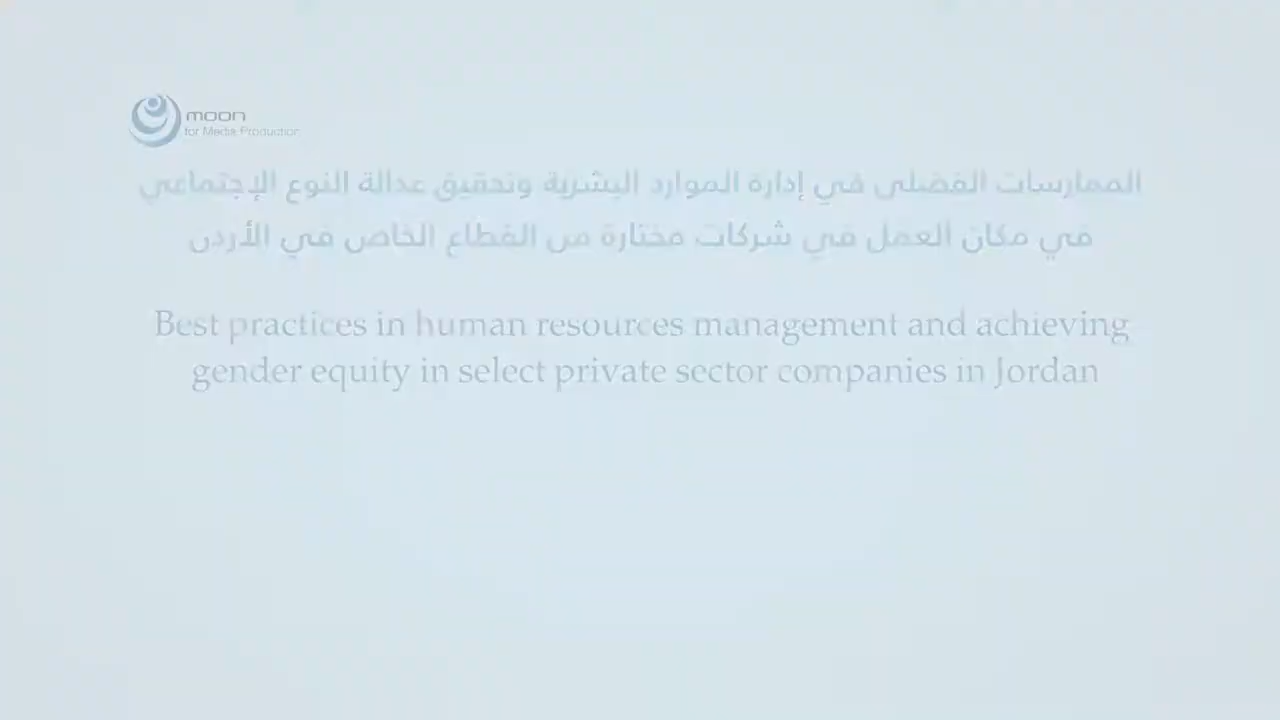 moon
for Media Production
الممارسات الفضلى في إدارة الموارد البشرية وتحقيق عدالة النوع الإجتماعي
في مكان العمل في شركات مختارة من القطاع الخاص في الأردن
Best practices in human resources management and achieving
gender equity in select private sector companies in Jordan